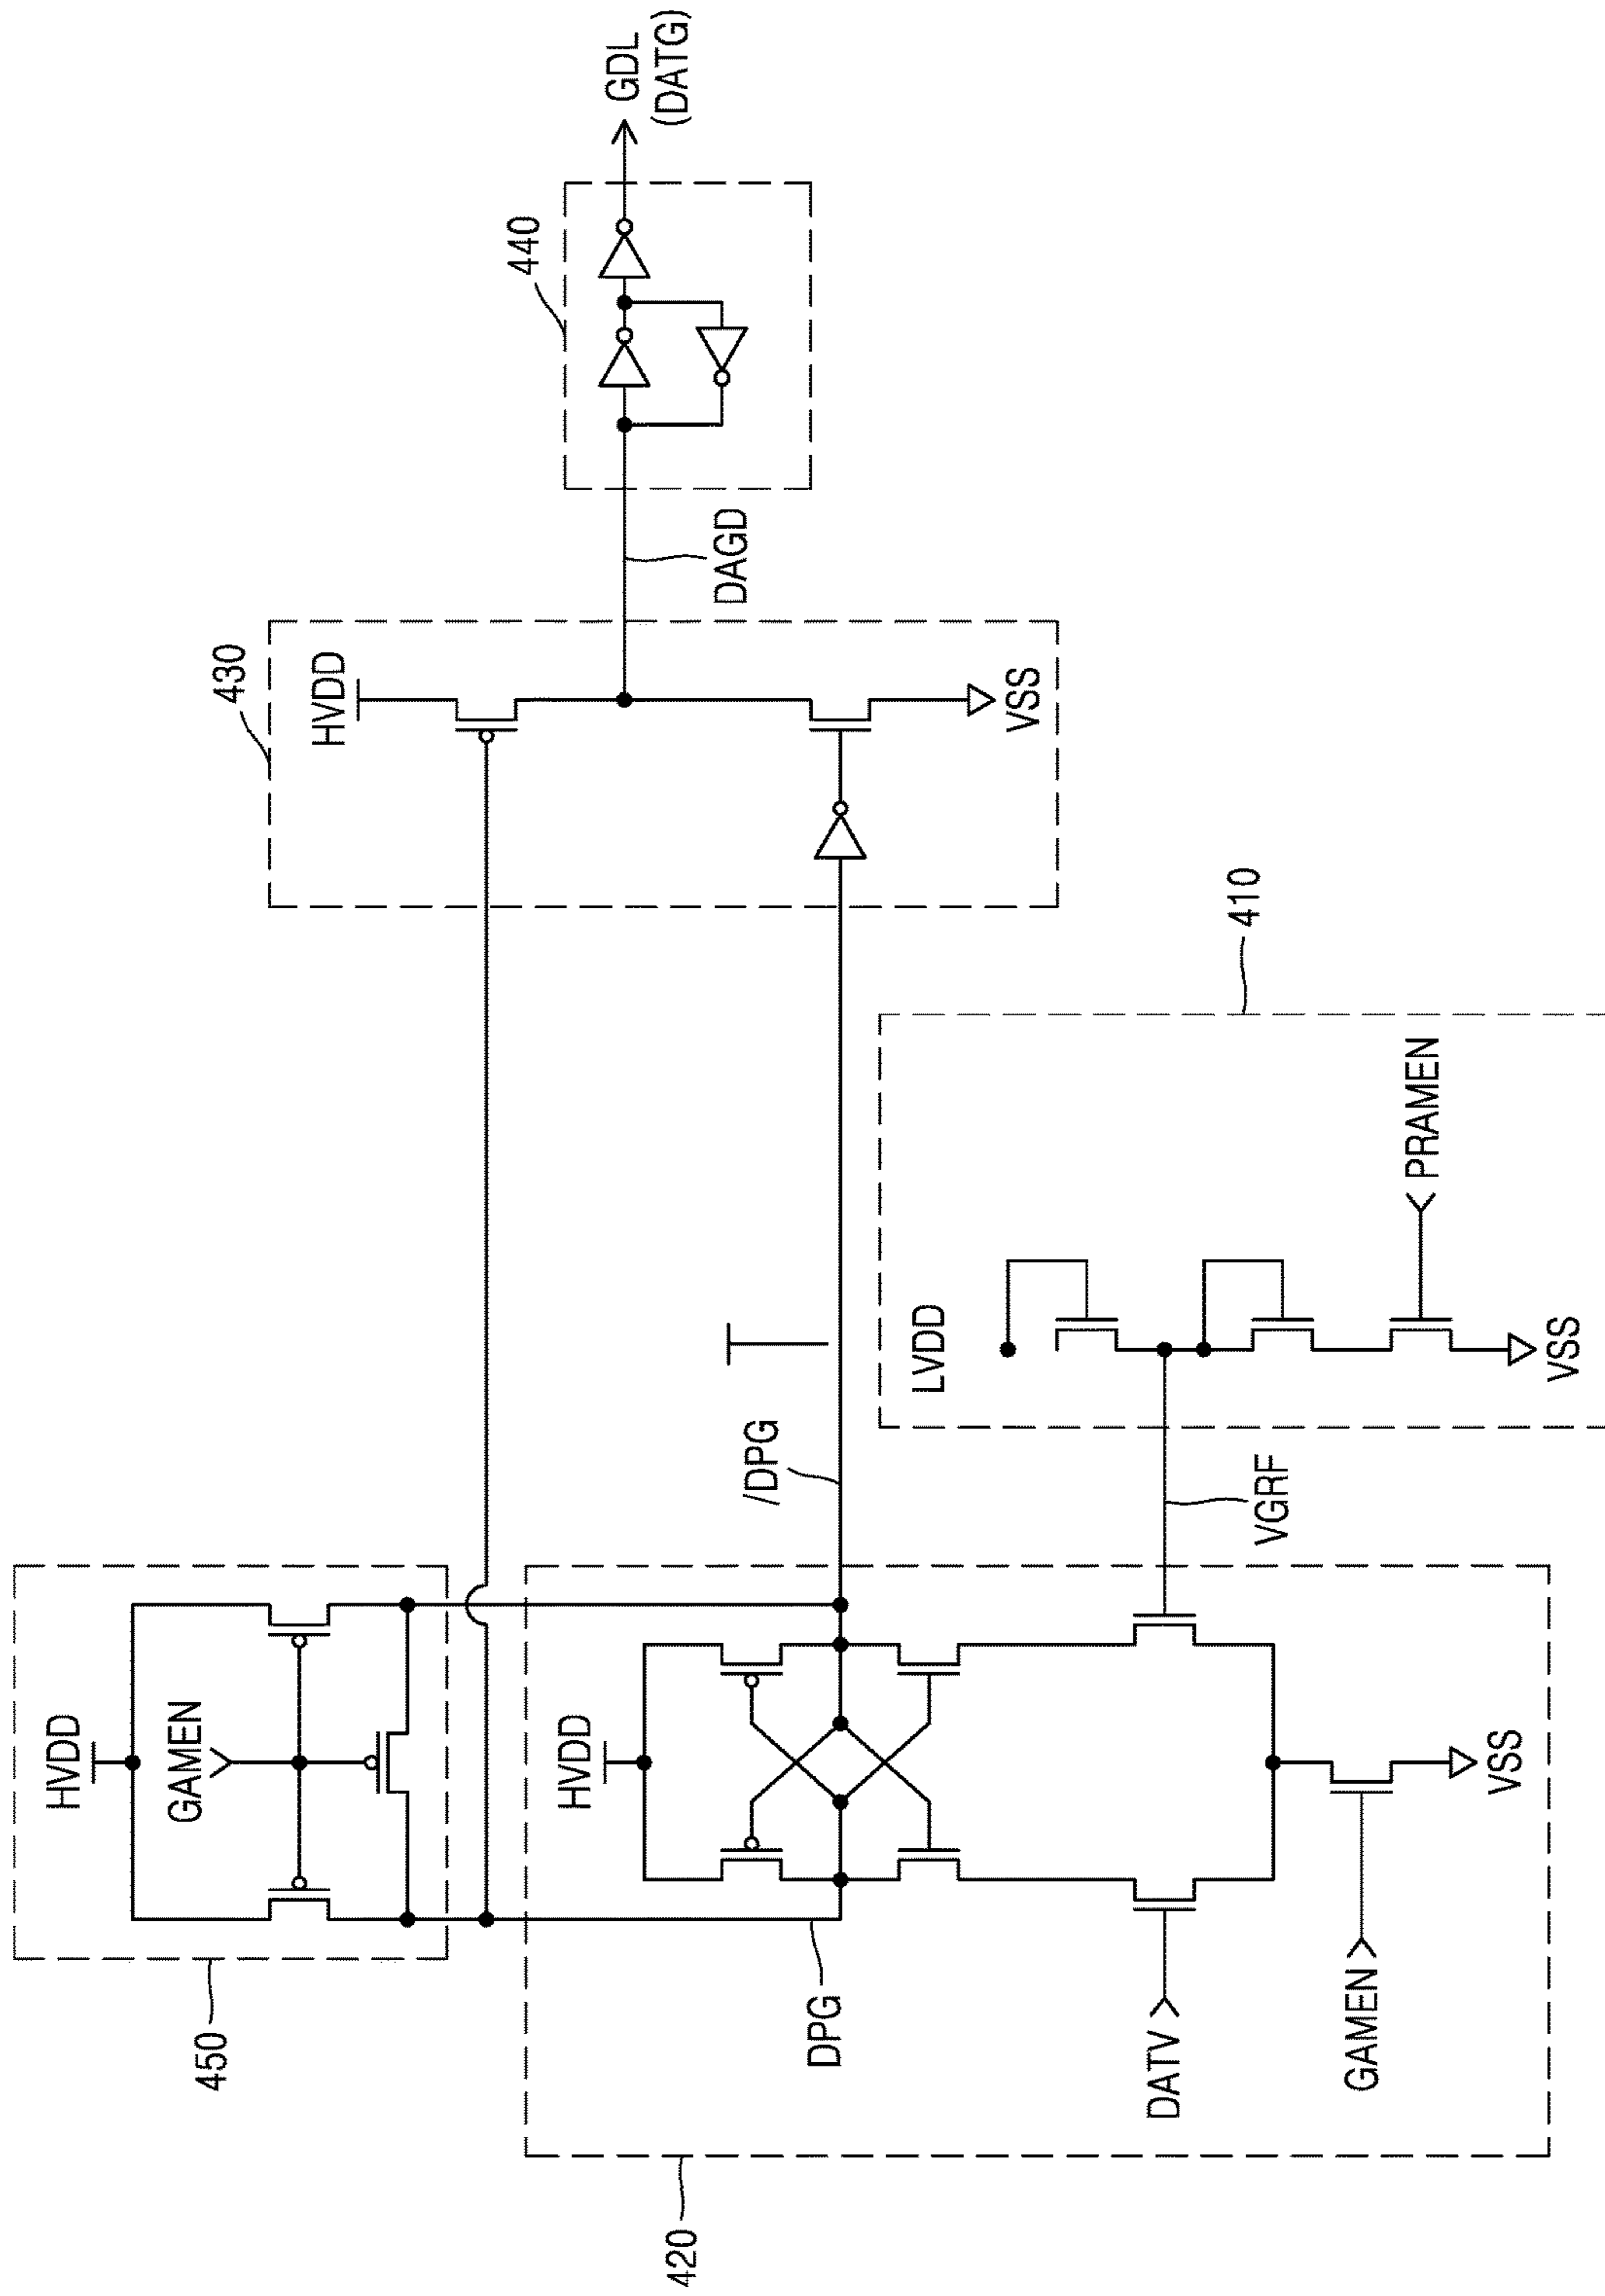 450
HVDD
GAMEN
420
HVDD
DPG
/DPG
DATV
GAMEN
VSS
VGRF
410
LVDD
PRAMEN
VSS
430
HVDD
VSS
DAGD
440
GDL
(DATG)